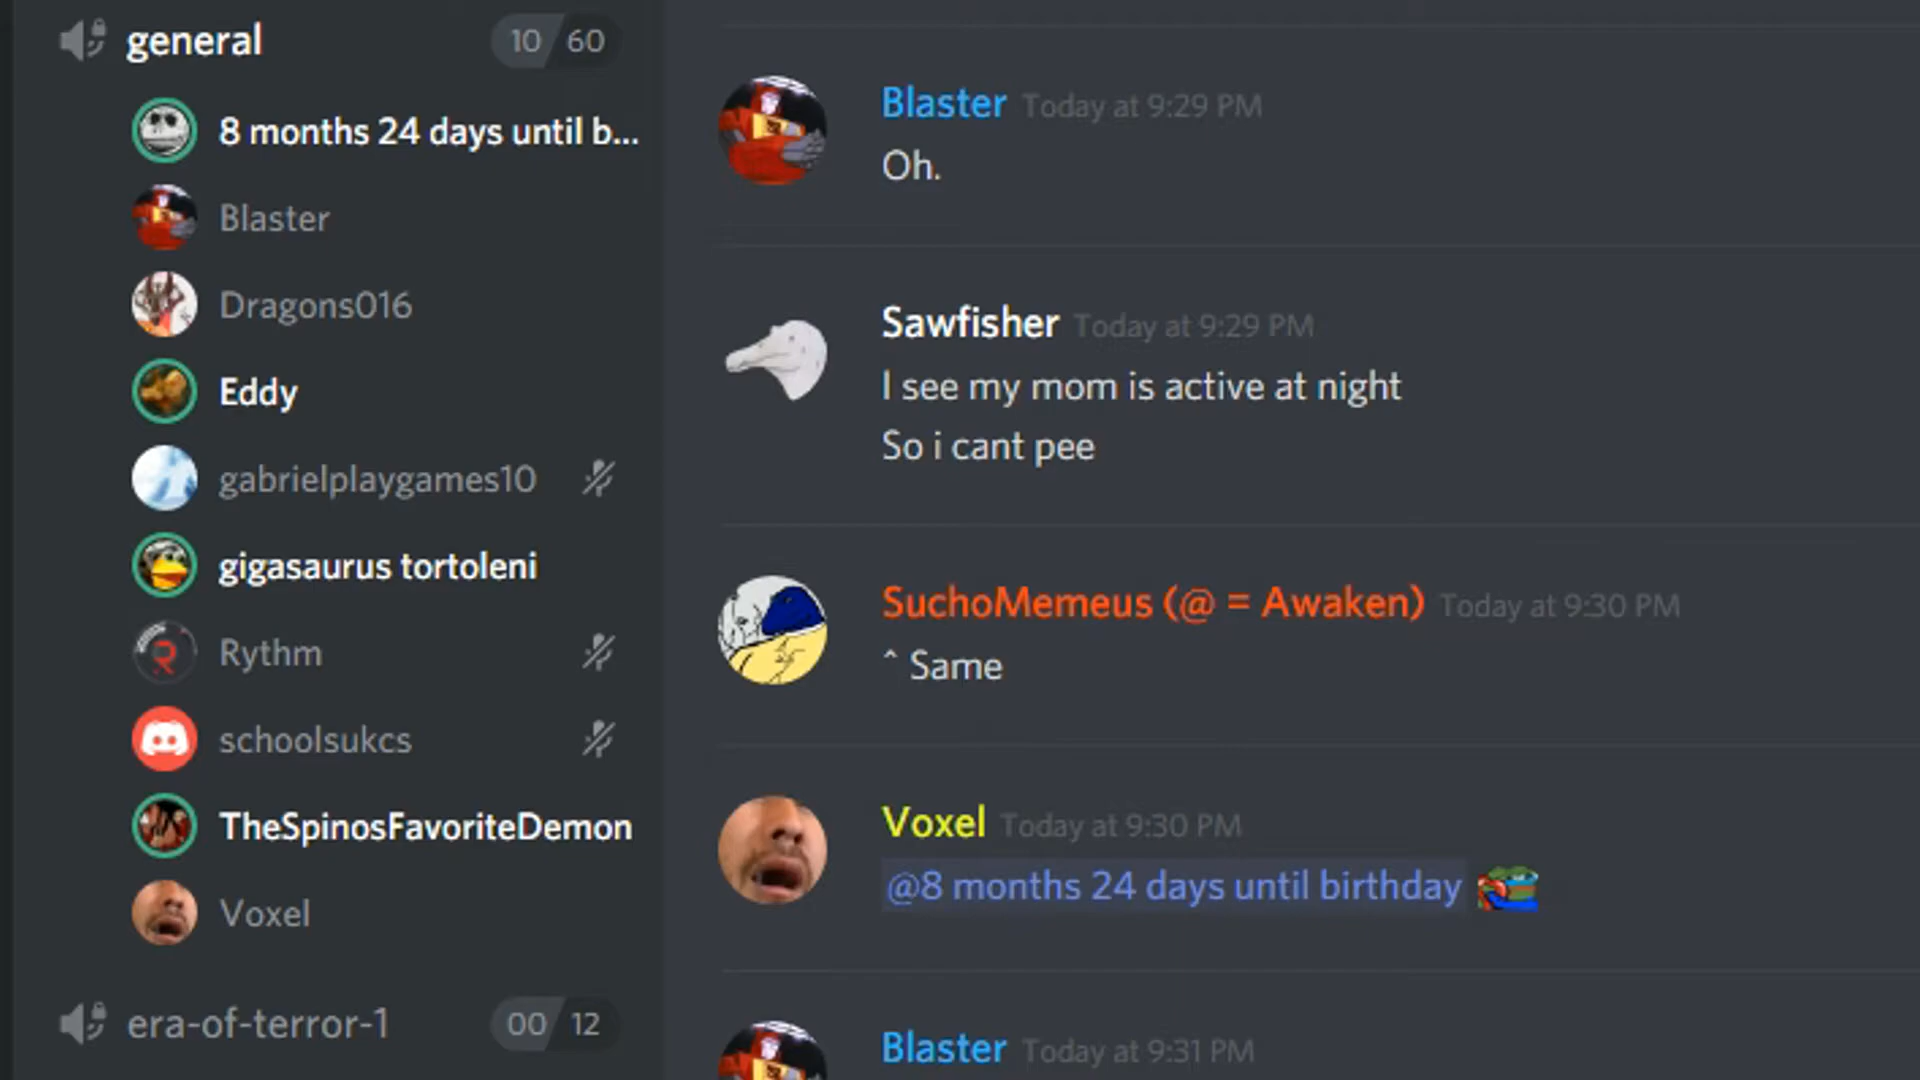 general 10 60
8 months 24 days until b...
Blaster
Dragons016
Eddy
gabrielplaygames10
gigasaurus tortoleni
Rythm
schoolsukcs
TheSpinosFavoriteDemon
Voxel
era-of-terror-1 00 12
Blaster Today at 9:29 PM
Oh.
Sawfisher Today at 9:29 PM
I see my mom is active at night
So i cant pee
SuchoMemeus (@ = Awaken) Today at 9:30 PM
^ Same
Voxel Today at 9:30 PM
@8 months 24 days until birthday
Blaster Today at 9:31 PM